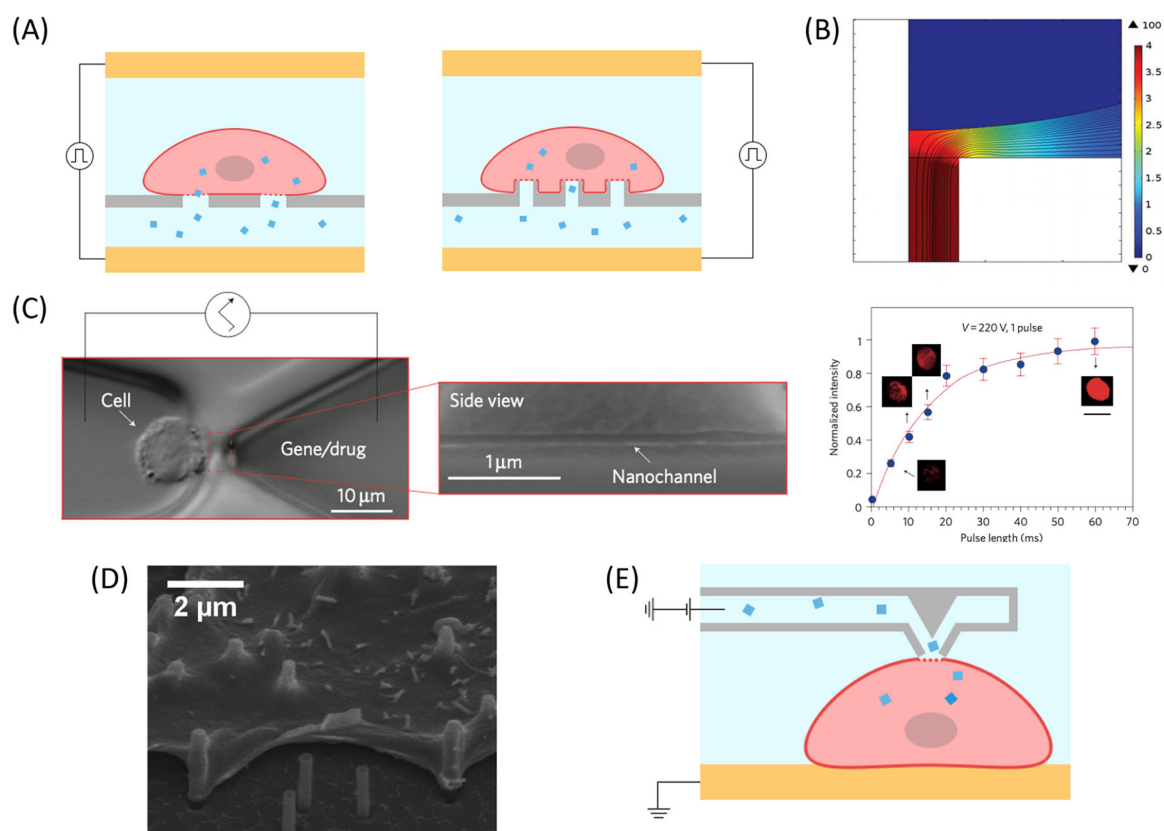 (A)
(B)
100
4
3.5
3
2.5
2
1.5
1
0.5
0
0
(C)
Cell
Gene/drug
10 μm
Side view
1μm
Nanochannel
V = 220 V, 1 pulse
Normalized intensity
1
0.8
0.6
0.4
0.2
0
0
10
20
30
40
50
60
70
Pulse length (ms)
(D)
2 μm
(E)